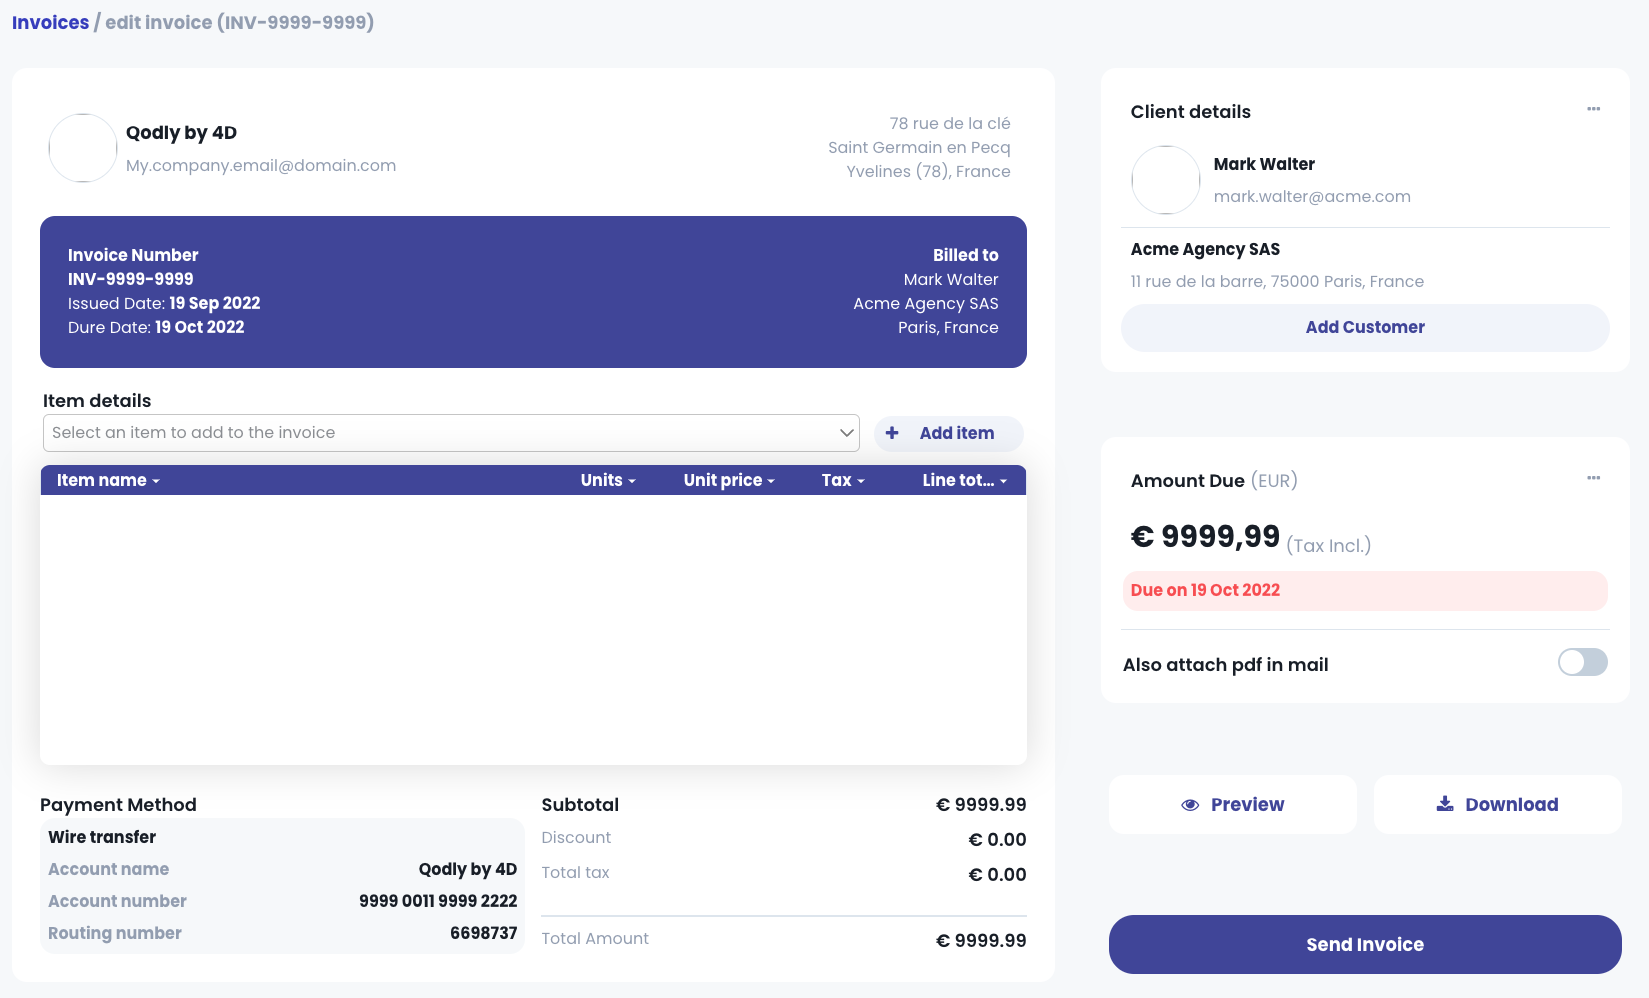 Invoices / edit invoice (INV-9999-9999)
Qodly by 4D
My.company.email@domain.com
78 rue de la clé
Saint Germain en Pecq
Yvelines (78), France
Invoice Number
INV-9999-9999
Issued Date: 19 Sep 2022
Dure Date: 19 Oct 2022
Billed to
Mark Walter
Acme Agency SAS
Paris, France
Item details
Select an item to add to the invoice
Add item
Item name Units Unit price Tax Line tot...
Payment Method
Wire transfer
Account name Qodly by 4D
Account number 9999 0011 9999 2222
Routing number 6698737
Subtotal € 9999.99
Discount € 0.00
Total tax € 0.00
Total Amount € 9999.99
Client details
Mark Walter
mark.walter@acme.com
Acme Agency SAS
11 rue de la barre, 75000 Paris, France
Add Customer
Amount Due (EUR)
€ 9999,99 (Tax Incl.)
Due on 19 Oct 2022
Also attach pdf in mail
Preview
Download
Send Invoice